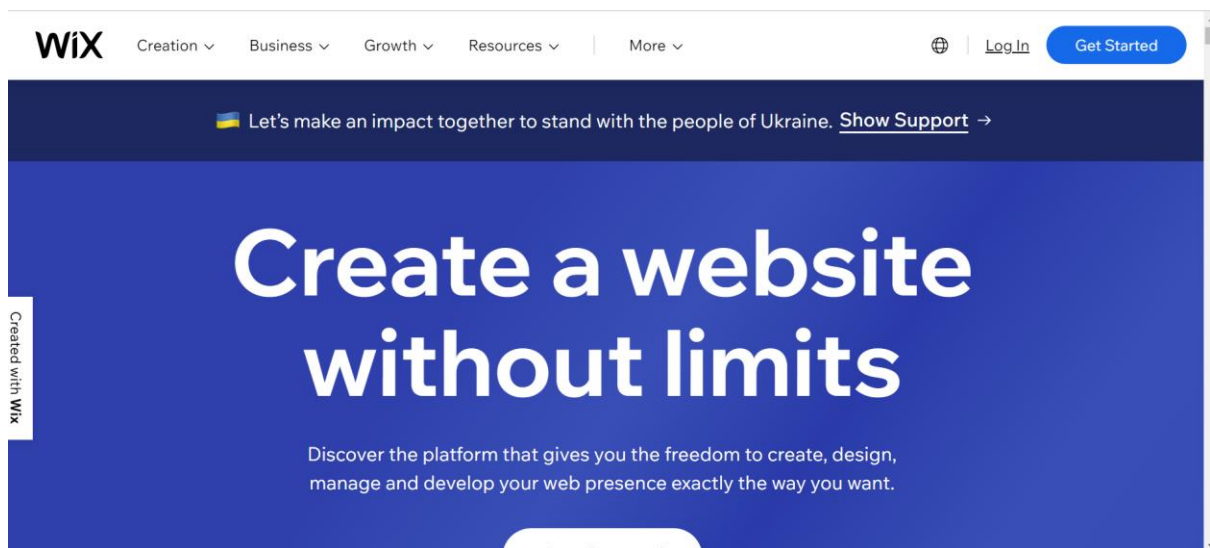 WiX Creation Business Growth Resources More Log In Get Started
Let's make an impact together to stand with the people of Ukraine. Show Support →
Create a website
without limits
Created with Wix
Discover the platform that gives you the freedom to create, design,
manage and develop your web presence exactly the way you want.